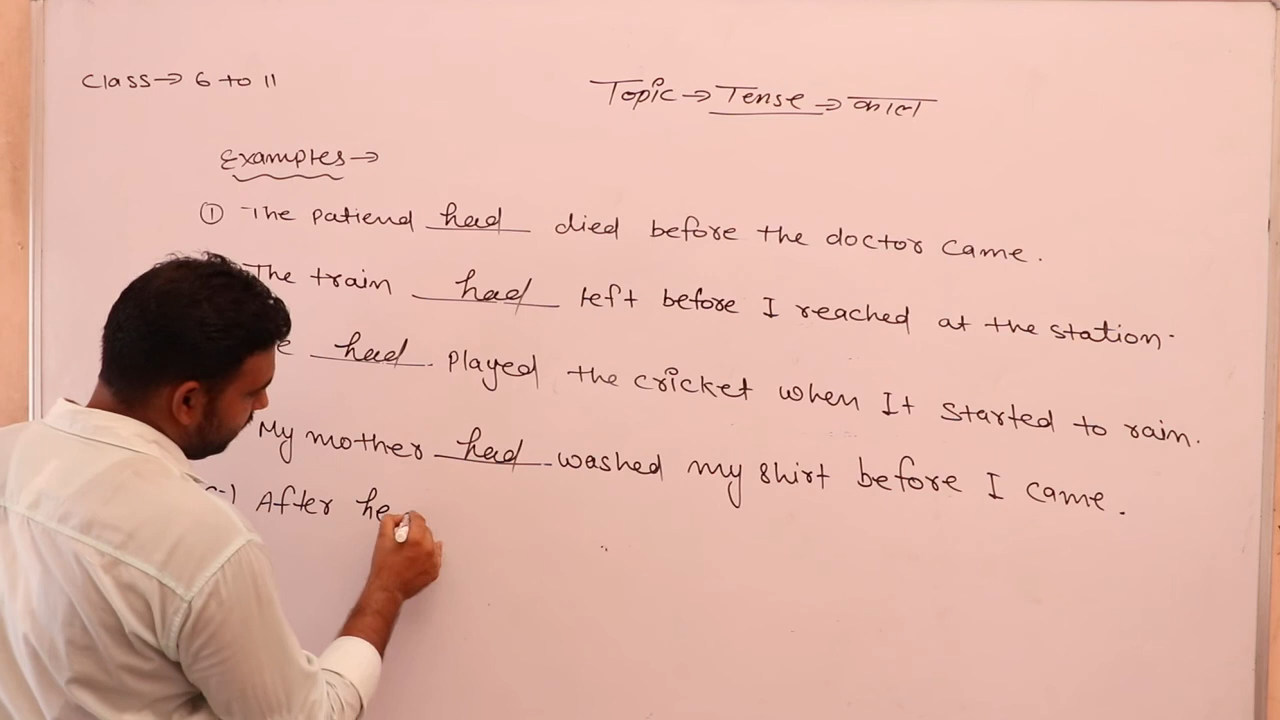 Class → 6 to 11
Topic → Tense → काल
Examples →
① The patiend had died before the doctor came.
The train had left before I reached at the station.
e had played the cricket when It started to rain.
My mother had washed my shirt before I came.
After he